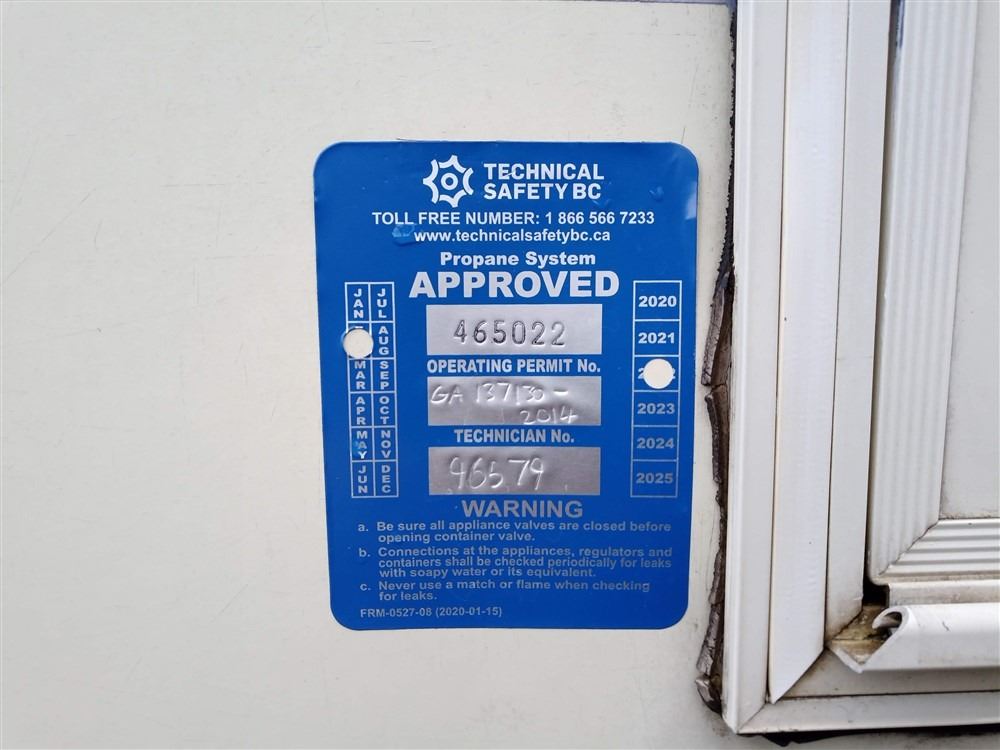 TECHNICAL
SAFETY BC
TOLL FREE NUMBER: 1 866 566 7233
www.technicalsafetybc.ca
Propane System
APPROVED
JAN JUL
AUG
MAR SEP
APR OCT
MAY NOV
JUN DEC
465022
OPERATING PERMIT No.
GA 137130-
2014
TECHNICIAN No.
96579
2020
2021
2023
2024
2025
WARNING
a. Be sure all appliance valves are closed before
opening container valve.
b. Connections at the appliances, regulators and
containers shall be checked periodically for leaks
with soapy water or its equivalent.
c. Never use a match or flame when checking
for leaks.
FRM-0527-08 (2020-01-15)